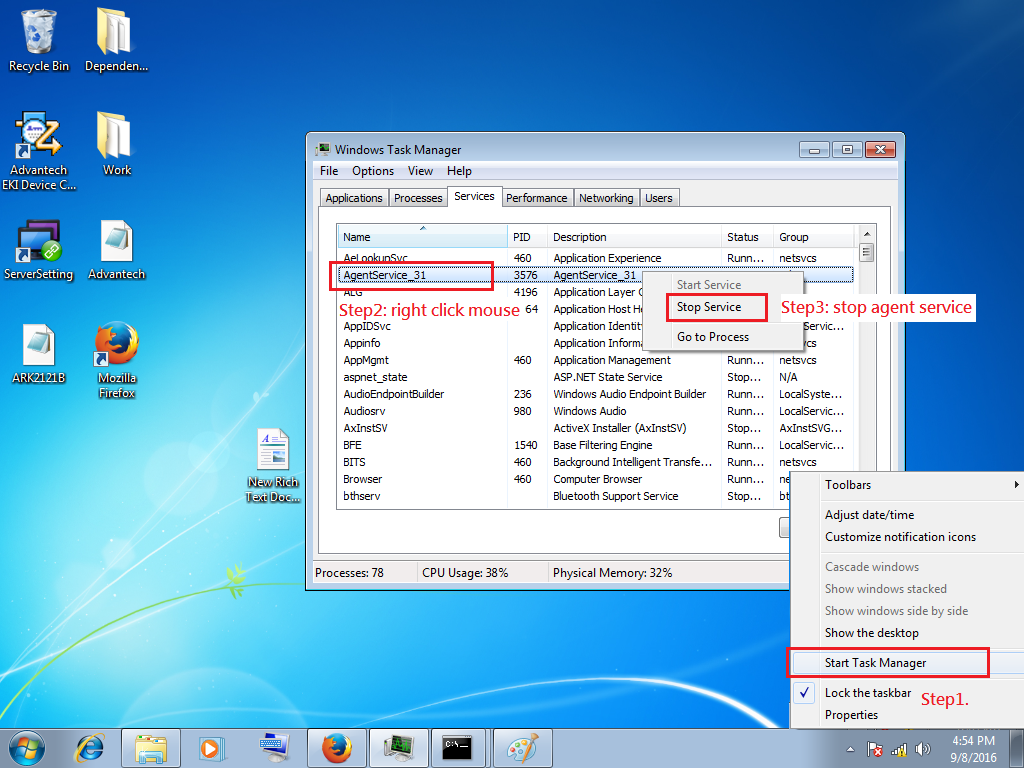 Recycle Bin
Dependen...
Advantech
EKI Device C...
Work
ServerSetting
Advantech
ARK2121B
Mozilla
Firefox
New Rich
Text Doc...
Windows Task Manager
File Options View Help
Applications Processes Services Performance Networking Users
Name PID Description Status Group
AeLookupSvc 460 Application Experience Runn... netsvcs
AgentService_31 3576 AgentService_31
ALG 4196 Application Layer
Start Service
Step2: right click mouse 64 Application Host
Stop Service
Step3: stop agent service
AppIDSvc Application
Appinfo Application
Go to Process
AppMgmt 460 Application Management Runn... netsvcs
aspnet_state ASP.NET State Service Stop... N/A
AudioEndpointBuilder 236 Windows Audio Endpoint Builder Runn... LocalSyste...
Audiosrv 980 Windows Audio Runn... LocalServic...
AxInstSV ActiveX Installer (AxInstSV) Stop... AxInstSVG...
BFE 1540 Base Filtering Engine Runn... LocalServic...
BITS 460 Background Intelligent Transfe... Runn... netsvcs
Browser 460 Computer Browser Runn...
bthserv Bluetooth Support Service Stop...
Processes: 78 CPU Usage: 38% Physical Memory: 32%
Toolbars
Adjust date/time
Customize notification icons
Cascade windows
Show windows stacked
Show windows side by side
Show the desktop
Start Task Manager
Lock the taskbar
Step1.
Properties
4:54 PM
9/8/2016